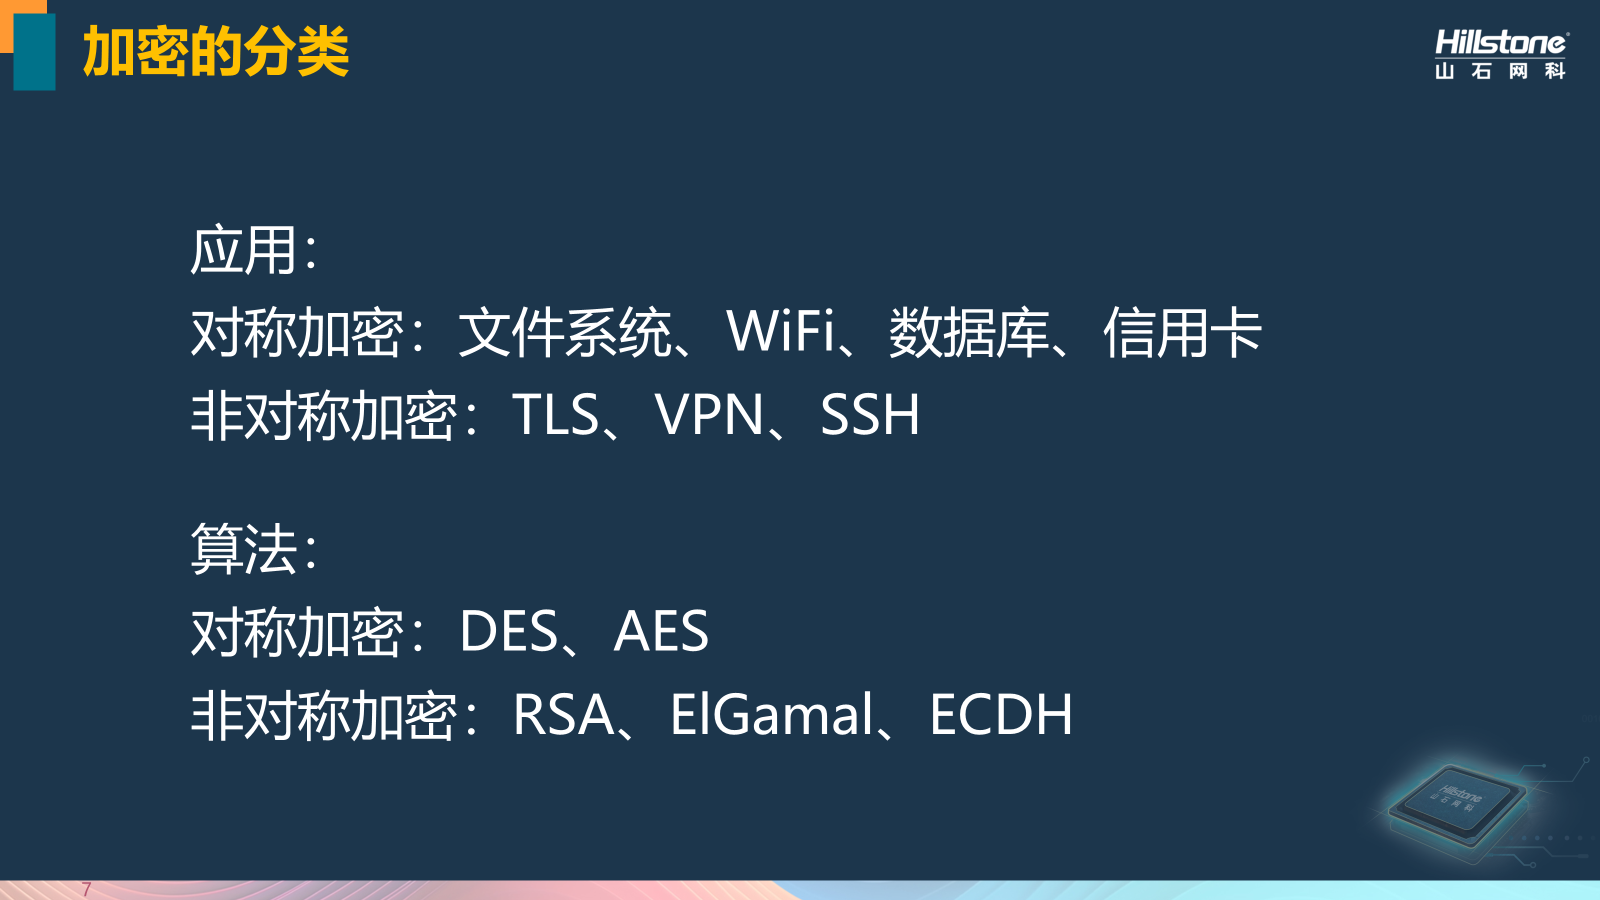 加密的分类
Hillstone®
山石网科
应用：
对称加密：文件系统、WiFi、数据库、信用卡
非对称加密：TLS、VPN、SSH
算法：
对称加密：DES、AES
非对称加密：RSA、ElGamal、ECDH
Hillstone
山石网科
7